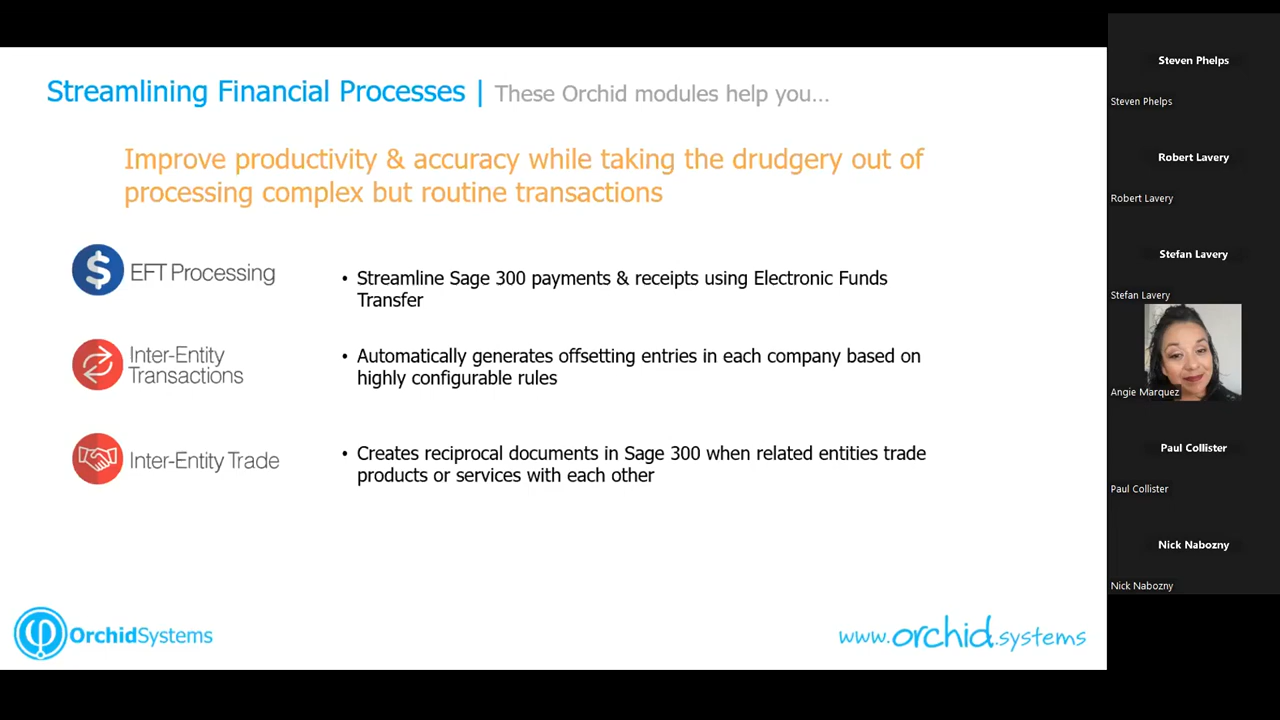 Streamlining Financial Processes | These Orchid modules help you...
Improve productivity & accuracy while taking the drudgery out of
processing complex but routine transactions
$ EFT Processing
• Streamline Sage 300 payments & receipts using Electronic Funds
Transfer
Inter-Entity
Transactions
• Automatically generates offsetting entries in each company based on
highly configurable rules
Inter-Entity Trade
• Creates reciprocal documents in Sage 300 when related entities trade
products or services with each other
OrchidSystems
www.orchid.systems
Steven Phelps
Steven Phelps
Robert Lavery
Robert Lavery
Stefan Lavery
Stefan Lavery
Angie Marquez
Paul Collister
Paul Collister
Nick Nabozny
Nick Nabozny